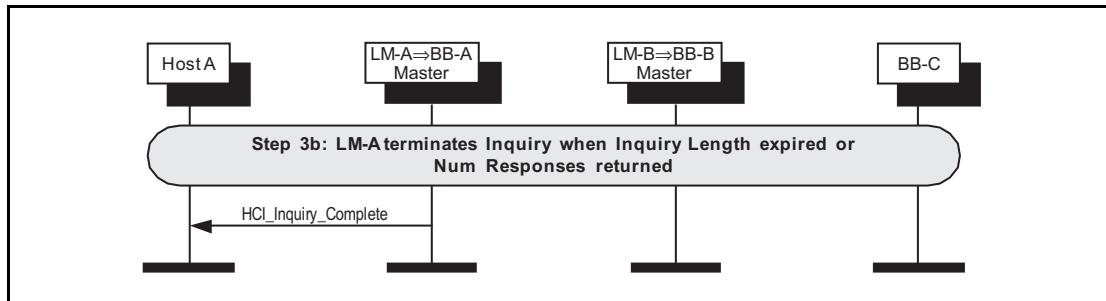 Host A
LM-A⇒BB-A
Master
LM-B⇒BB-B
Master
BB-C
Step 3b: LM-A terminates Inquiry when Inquiry Length expired or
Num Responses returned
HCI_Inquiry_Complete